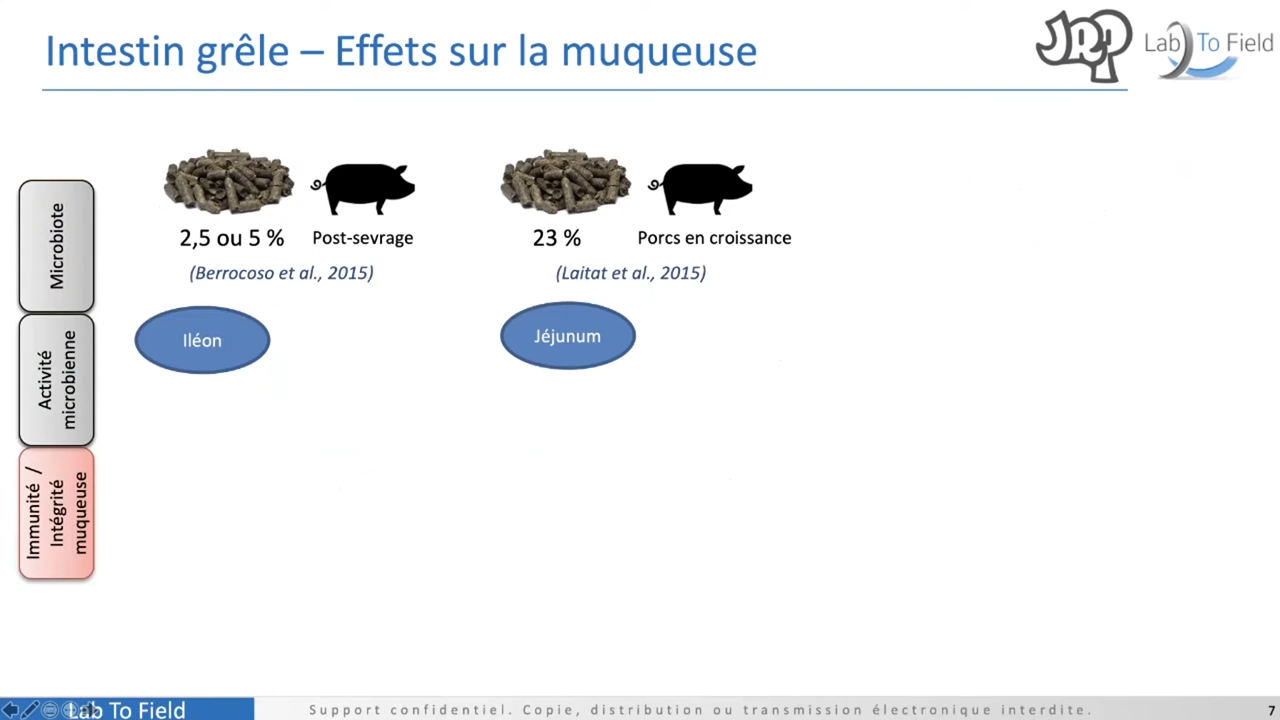 Intestin grêle – Effets sur la muqueuse
JRP
Lab To Field
2,5 ou 5 %
Post-sevrage
(Berrocoso et al., 2015)
23 %
Porcs en croissance
(Laitat et al., 2015)
Iléon
Jéjunum
Microbiote
Activité
microbienne
Immunité /
Intégrité
muqueuse
Lab To Field
Support confidentiel. Copie, distribution ou transmission électronique interdite.
7